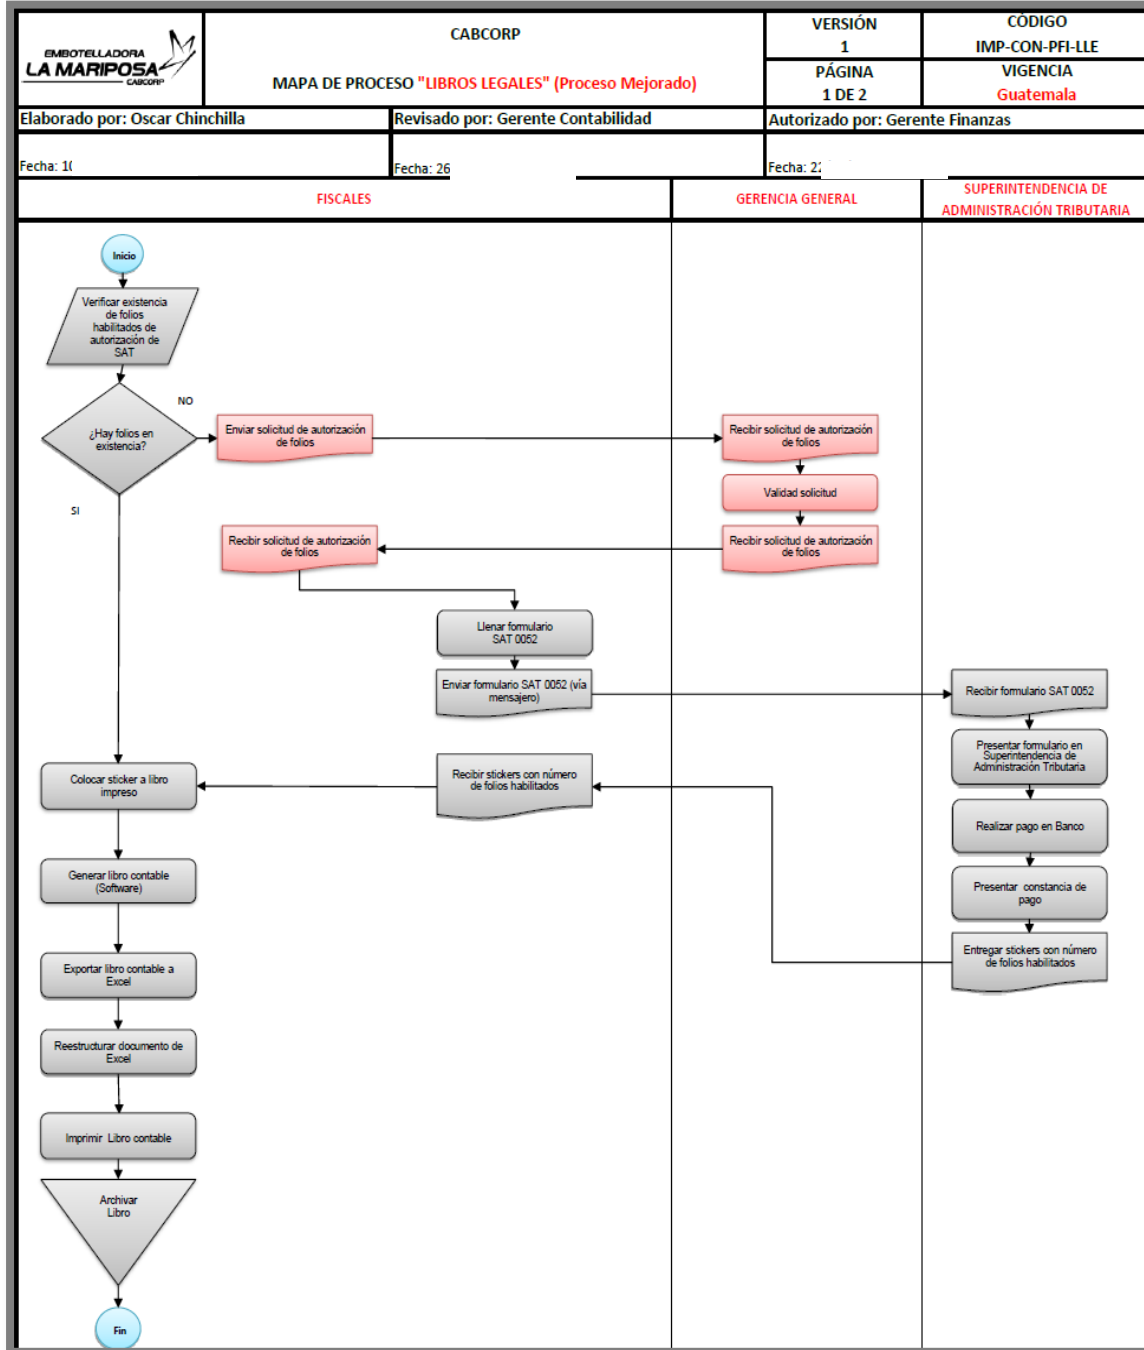 EMBOTELLADORA
LA MARIPOSA
CABCORP
CABCORP
MAPA DE PROCESO "LIBROS LEGALES" (Proceso Mejorado)
VERSIÓN
1
CÓDIGO
IMP-CON-PFI-LLE
PÁGINA
1 DE 2
VIGENCIA
Guatemala
Elaborado por: Oscar Chinchilla
Revisado por: Gerente Contabilidad
Autorizado por: Gerente Finanzas
Fecha: 10
Fecha: 26
Fecha: 22
FISCALES
GERENCIA GENERAL
SUPERINTENDENCIA DE
ADMINISTRACIÓN TRIBUTARIA
Inicio
Verificar existencia
de folios
habilitados de
autorización de
SAT
¿Hay folios en
existencia?
NO
SI
Enviar solicitud de autorización
de folios
Recibir solicitud de autorización
de folios
Validad solicitud
Recibir solicitud de autorización
de folios
Recibir solicitud de autorización
de folios
Llenar formulario
SAT 0052
Enviar formulario SAT 0052 (vía
mensajero)
Recibir formulario SAT 0052
Presentar formulario en
Superintendencia de
Administración Tributaria
Realizar pago en Banco
Presentar constancia de
pago
Entregar stickers con número
de folios habilitados
Recibir stickers con número
de folios habilitados
Colocar sticker a libro
impreso
Generar libro contable
(Software)
Exportar libro contable a
Excel
Reestructurar documento de
Excel
Imprimir Libro contable
Archivar
Libro
Fin